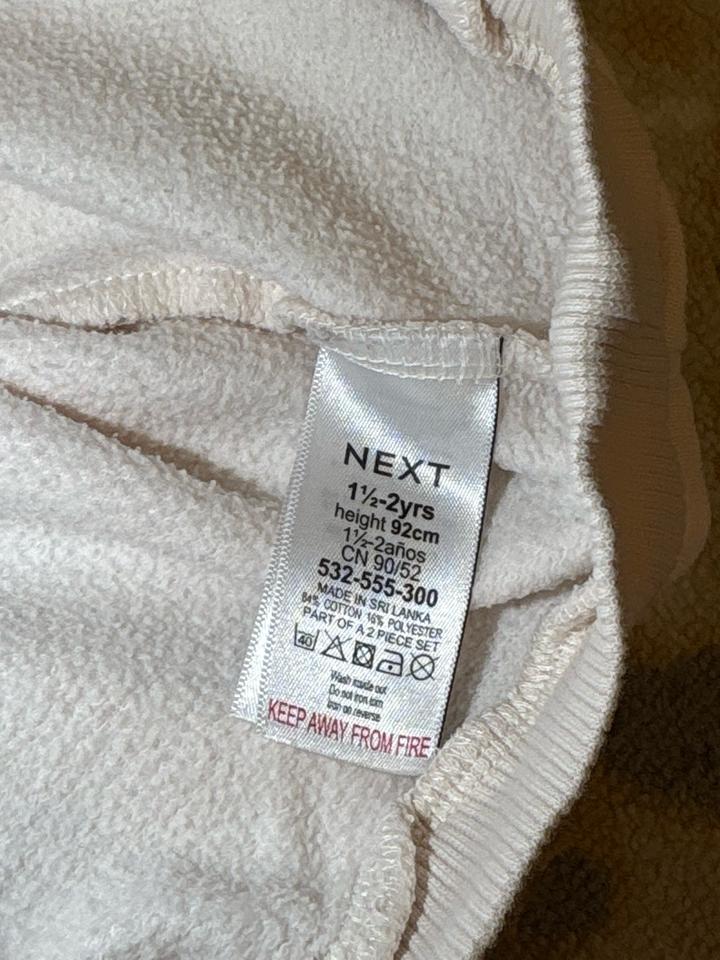 NEXT
1½-2yrs
height 92cm
1½-2años
CN 90/52
532-555-300
MADE IN SRI LANKA
84% COTTON 16% POLYESTER
PART OF A 2 PIECE SET
40
Wash inside out
Do not iron trim
Iron on reverse
KEEP AWAY FROM FIRE